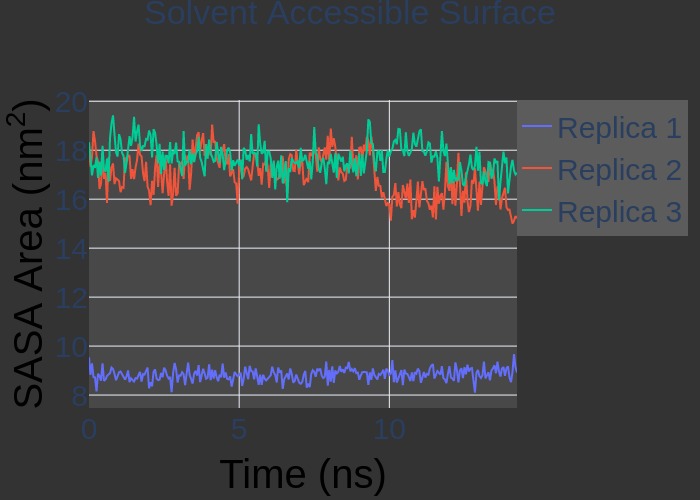 Solvent Accessible Surface
SASA Area (nm²)
20
18
16
14
12
10
8
0
5
10
Time (ns)
Replica 1
Replica 2
Replica 3